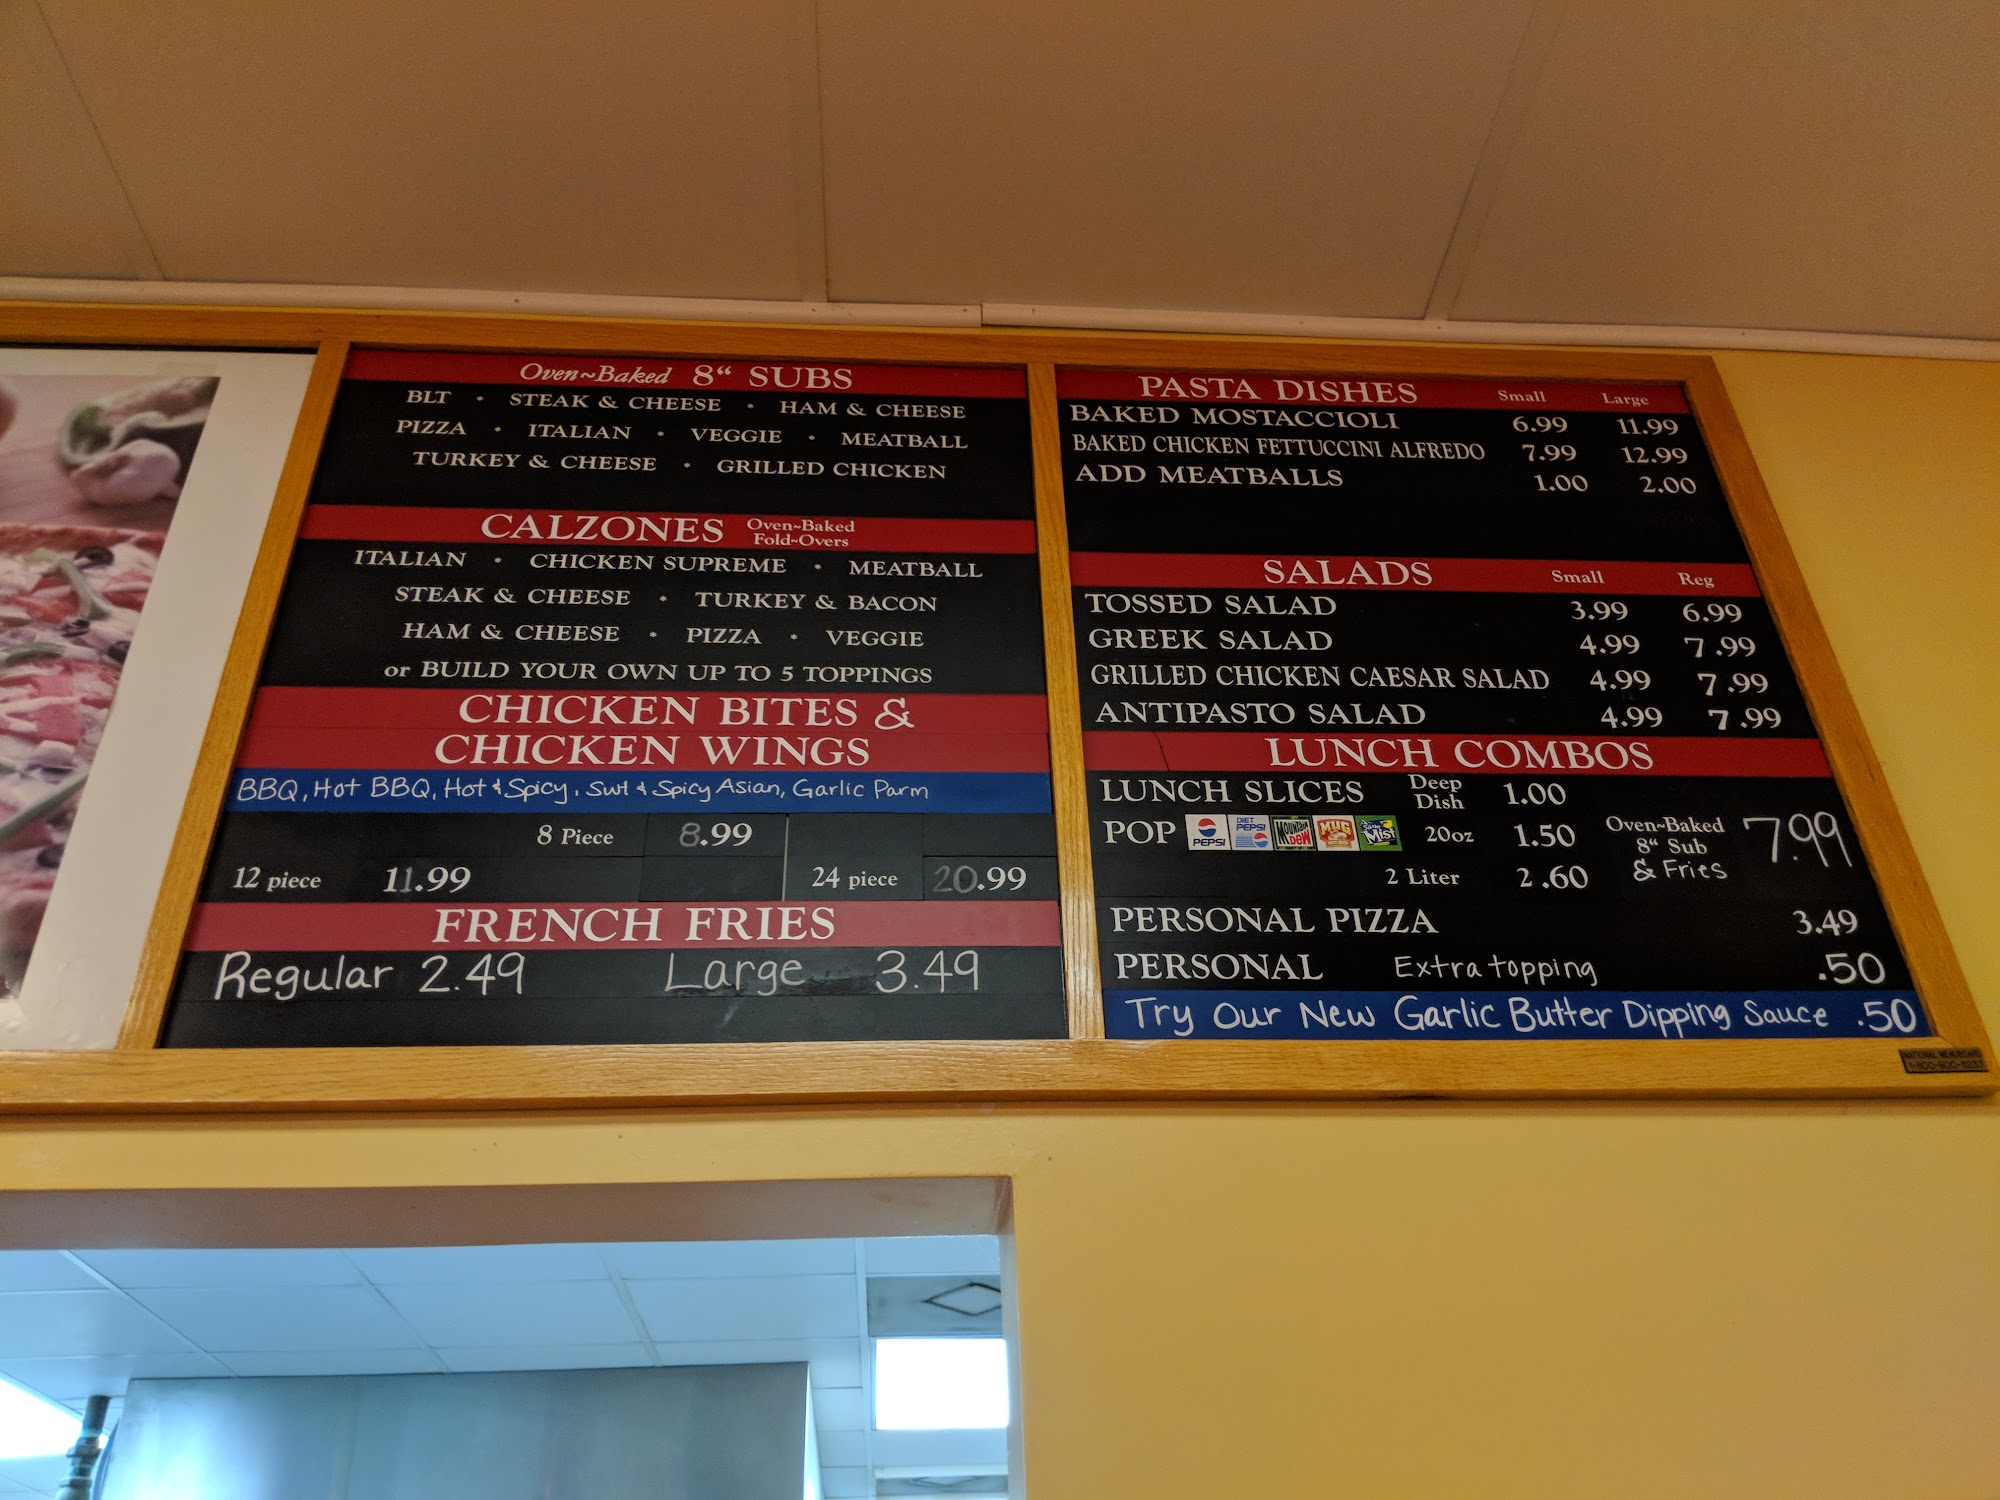 Oven~Baked 8" SUBS
BLT • STEAK & CHEESE • HAM & CHEESE
PIZZA • ITALIAN • VEGGIE • MEATBALL
TURKEY & CHEESE • GRILLED CHICKEN
CALZONES Oven~Baked
Fold~Overs
ITALIAN • CHICKEN SUPREME • MEATBALL
STEAK & CHEESE • TURKEY & BACON
HAM & CHEESE • PIZZA • VEGGIE
or BUILD YOUR OWN UP TO 5 TOPPINGS
CHICKEN BITES &
CHICKEN WINGS
BBQ, Hot BBQ, Hot & Spicy, Swt & Spicy Asian, Garlic Parm
8 Piece 8.99
12 piece 11.99 24 piece 20.99
FRENCH FRIES
Regular 2.49 Large 3.49
PASTA DISHES Small Large
BAKED MOSTACCIOLI 6.99 11.99
BAKED CHICKEN FETTUCCINI ALFREDO 7.99 12.99
ADD MEATBALLS 1.00 2.00
SALADS Small Reg
TOSSED SALAD 3.99 6.99
GREEK SALAD 4.99 7.99
GRILLED CHICKEN CAESAR SALAD 4.99 7.99
ANTIPASTO SALAD 4.99 7.99
LUNCH COMBOS
LUNCH SLICES Deep Dish 1.00
POP PEPSI DIET PEPSI MOUNTAIN DEW MUG Mist 20oz 1.50
2 Liter 2.60
Oven~Baked
8" Sub
& Fries 7.99
PERSONAL PIZZA 3.49
PERSONAL Extra topping .50
Try Our New Garlic Butter Dipping Sauce .50
NATIONAL MENUBOARD